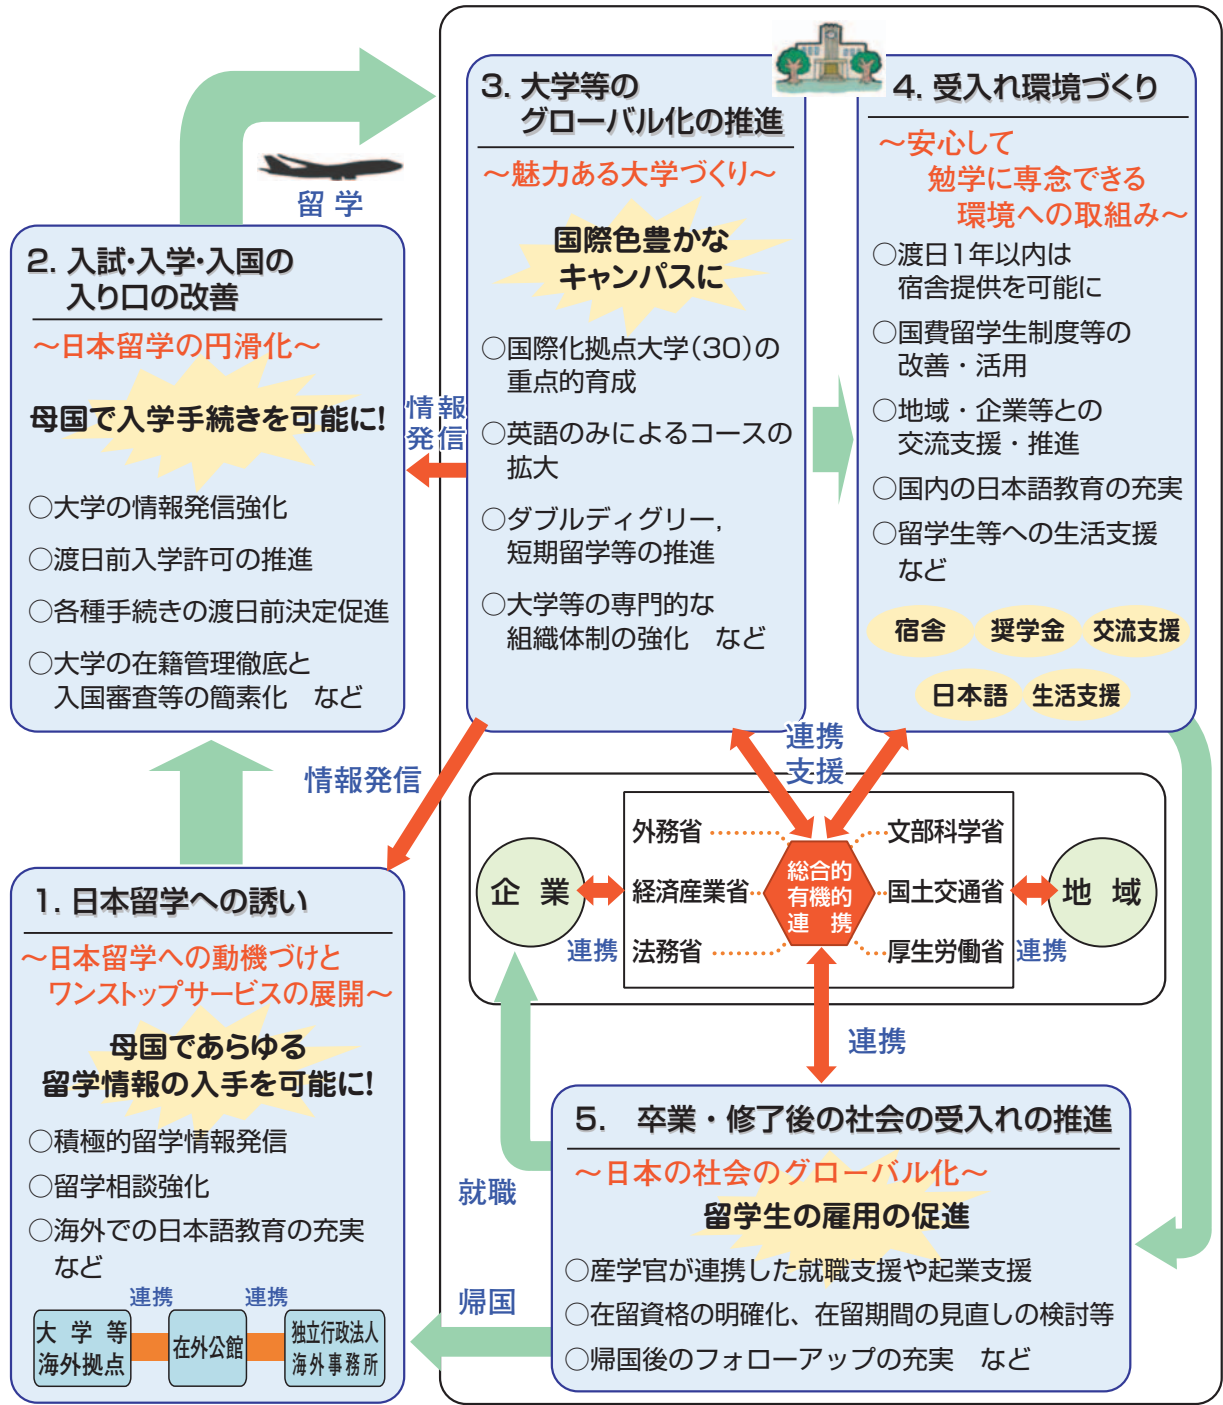 1. 日本留学への誘い
～日本留学への動機づけと
ワンストップサービスの展開～
母国であらゆる
留学情報の入手を可能に!
○積極的留学情報発信
○留学相談強化
○海外での日本語教育の充実
など
連携
連携
大学等
海外拠点
在外公館
独立行政法人
海外事務所
2. 入試・入学・入国の
入り口の改善
～日本留学の円滑化～
母国で入学手続きを可能に!
○大学の情報発信強化
○渡日前入学許可の推進
○各種手続きの渡日前決定促進
○大学の在籍管理徹底と
入国審査等の簡素化　など
留学
情報
発信
情報発信
3. 大学等の
グローバル化の推進
～魅力ある大学づくり～
国際色豊かな
キャンパスに
○国際化拠点大学(30)の
重点的育成
○英語のみによるコースの
拡大
○ダブルディグリー,
短期留学等の推進
○大学等の専門的な
組織体制の強化　など
4. 受入れ環境づくり
～安心して
勉学に専念できる
環境への取組み～
○渡日1年以内は
宿舎提供を可能に
○国費留学生制度等の
改善・活用
○地域・企業等との
交流支援・推進
○国内の日本語教育の充実
○留学生等への生活支援
など
宿舎
奨学金
交流支援
日本語
生活支援
連携
支援
企業
連携
外務省
経済産業省
法務省
総合的
有機的
連携
文部科学省
国土交通省
厚生労働省
連携
地域
連携
5.　卒業・修了後の社会の受入れの推進
～日本の社会のグローバル化～
留学生の雇用の促進
○産学官が連携した就職支援や起業支援
○在留資格の明確化、在留期間の見直しの検討等
○帰国後のフォローアップの充実　など
就職
帰国